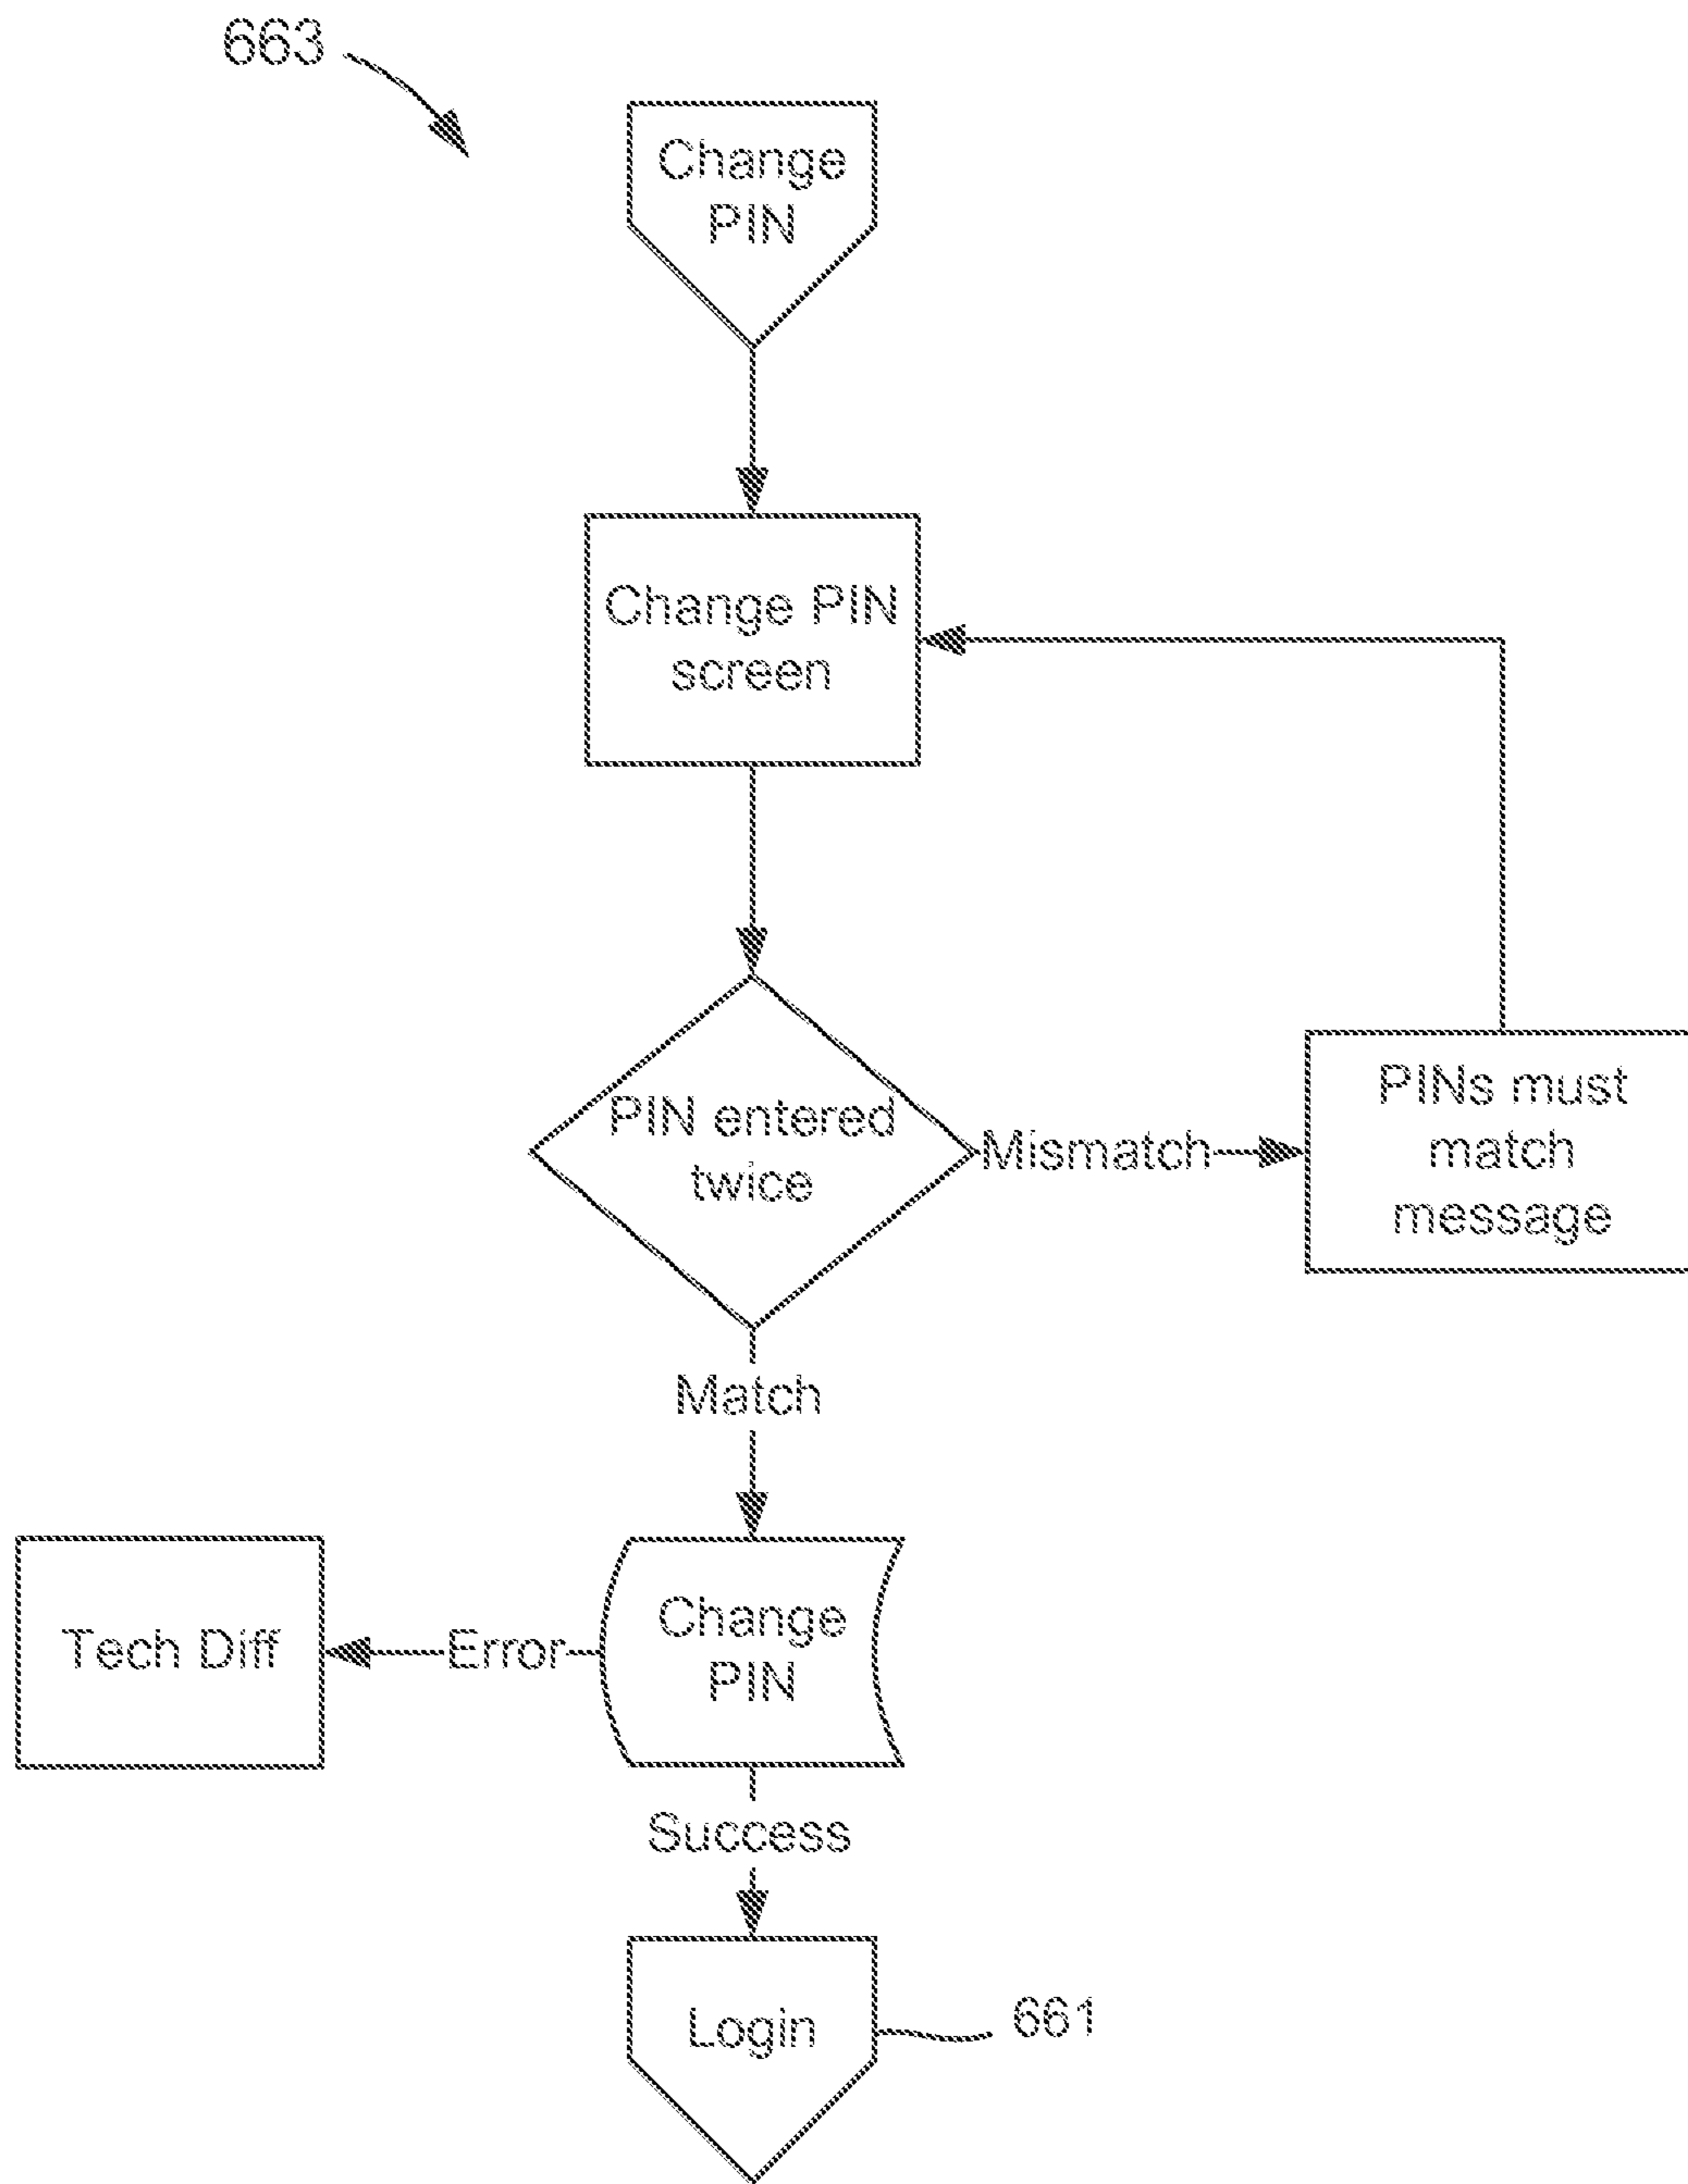 663
Change
PIN
Change PIN
screen
PIN entered
twice
Mismatch
PINs must
match
message
Match
Tech Diff
Error
Change
PIN
Success
Login
661